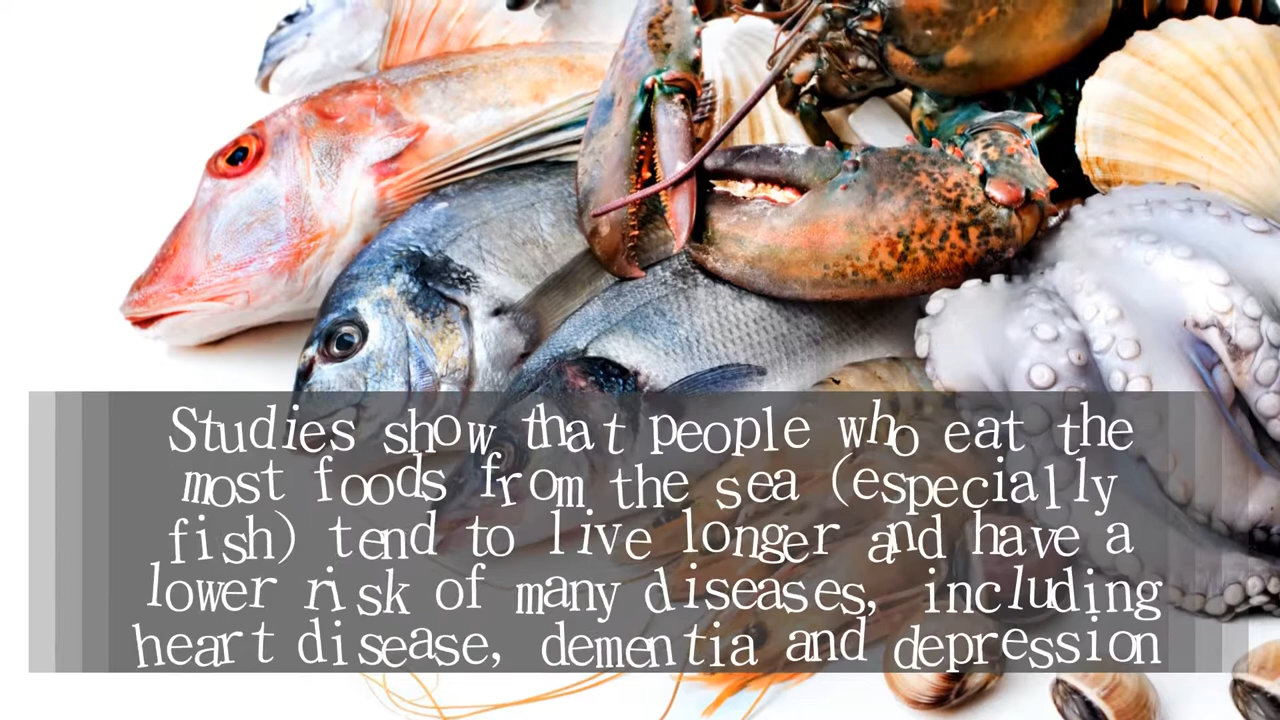 Studies show that people who eat the
most foods from the sea (especially
fish) tend to live longer and have a
lower risk of many diseases, including
heart disease, dementia and depression